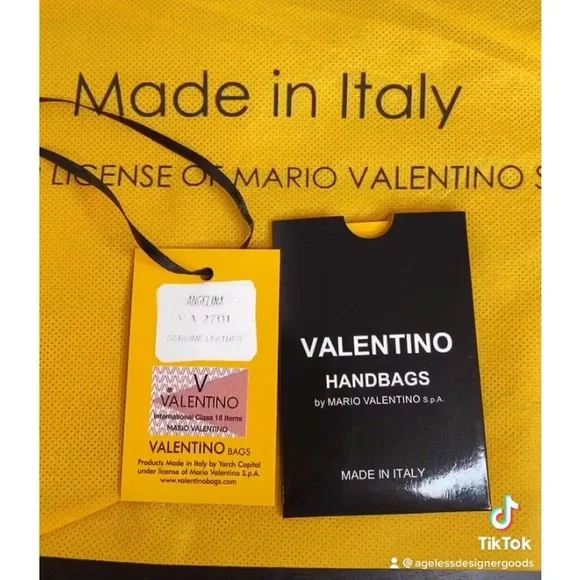 Made in Italy
LICENSE OF MARIO VALENTINO S
ANGELINA
GENUINE LEATHER
V
VALENTINO
International Class 18 Items
MARIO VALENTINO
VALENTINO BAGS
Products Made in Italy by Yarch Capital
under license of Mario Valentino S.p.A.
www.valentinobags.com
VALENTINO
HANDBAGS
by MARIO VALENTINO S.p.A.
MADE IN ITALY
TikTok
@agelessdesignergoods